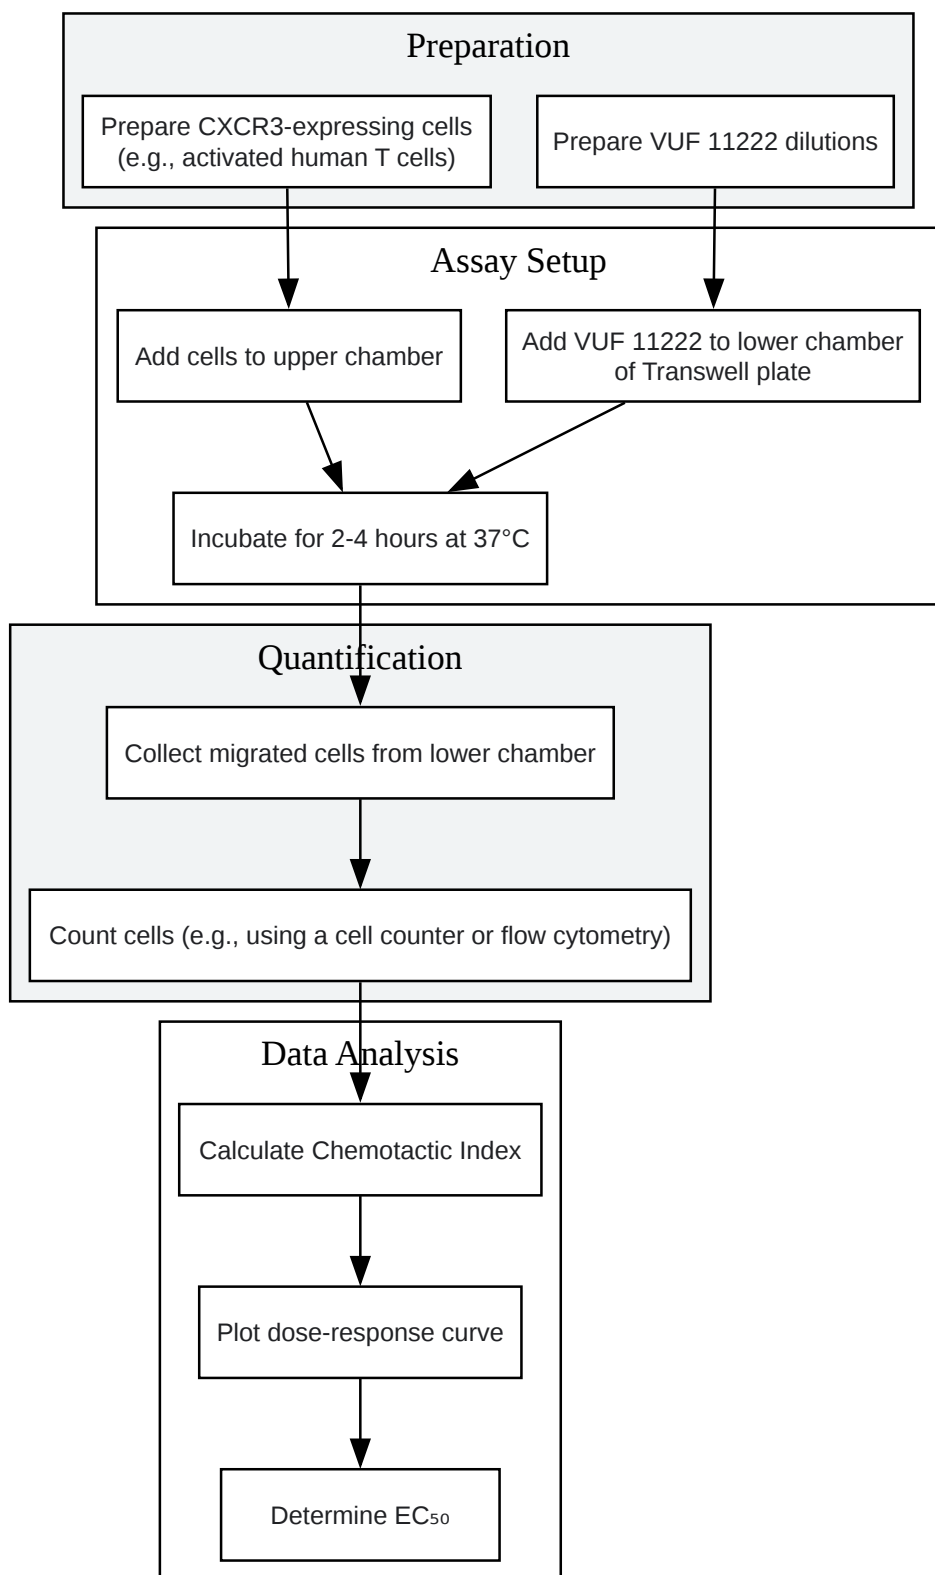 Preparation
Prepare CXCR3-expressing cells
(e.g., activated human T cells)
Prepare VUF 11222 dilutions
Assay Setup
Add cells to upper chamber
Add VUF 11222 to lower chamber
of Transwell plate
Incubate for 2-4 hours at 37°C
Quantification
Collect migrated cells from lower chamber
Count cells (e.g., using a cell counter or flow cytometry)
Data Analysis
Calculate Chemotactic Index
Plot dose-response curve
Determine EC₅₀